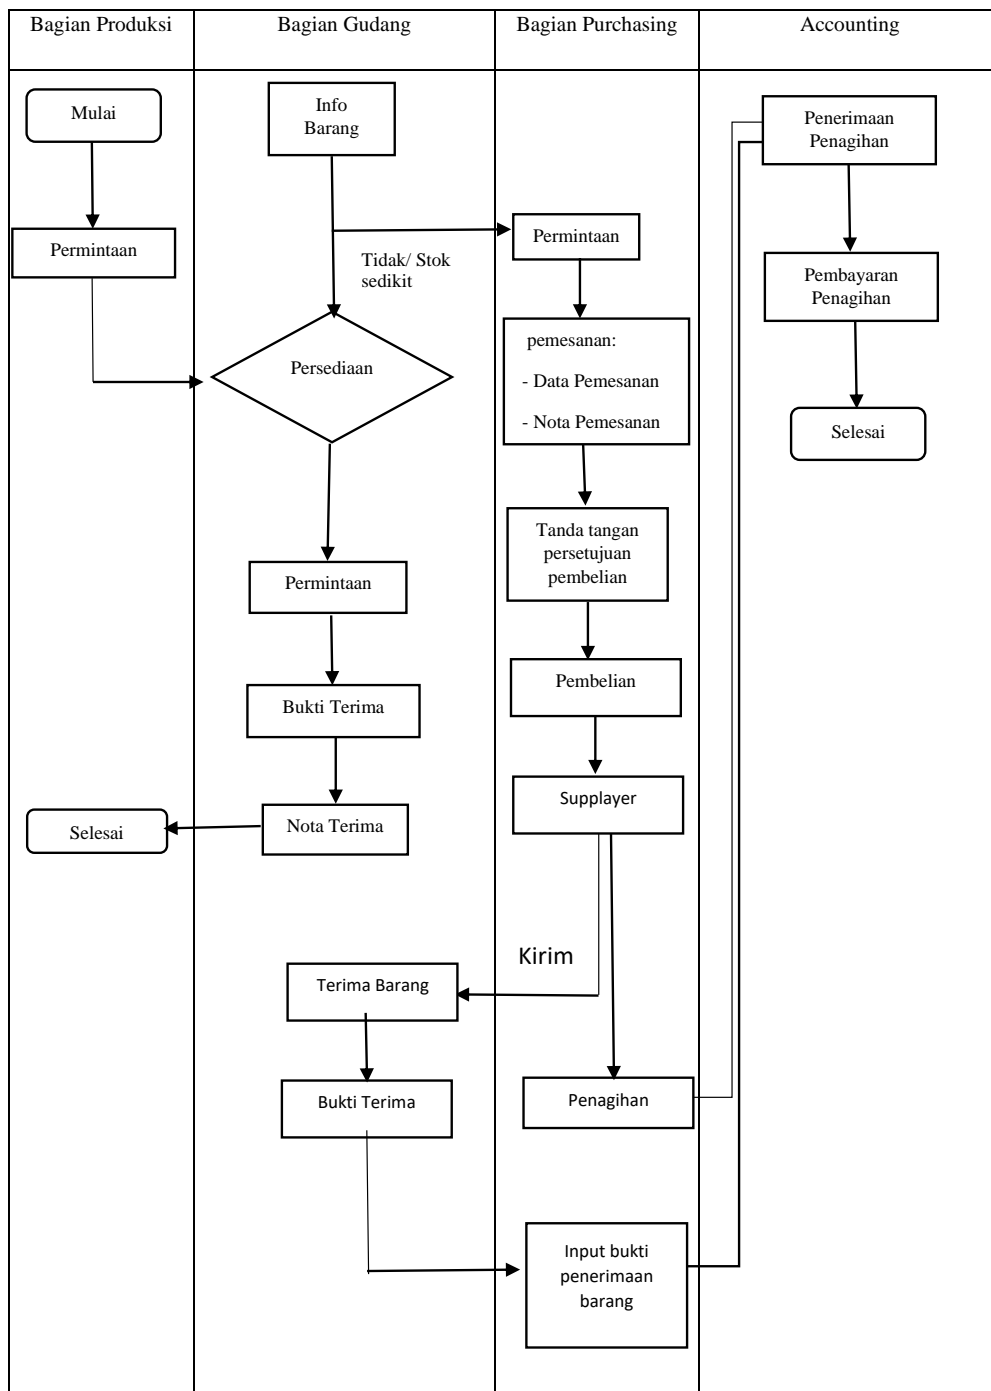 Bagian Produksi
Bagian Gudang
Bagian Purchasing
Accounting
Mulai
Permintaan
Selesai
Info
Barang
Tidak/ Stok
sedikit
Persediaan
Permintaan
Bukti Terima
Nota Terima
Terima Barang
Bukti Terima
Permintaan
pemesanan:
- Data Pemesanan
- Nota Pemesanan
Tanda tangan
persetujuan
pembelian
Pembelian
Supplayer
Kirim
Penagihan
Input bukti
penerimaan
barang
Penerimaan
Penagihan
Pembayaran
Penagihan
Selesai